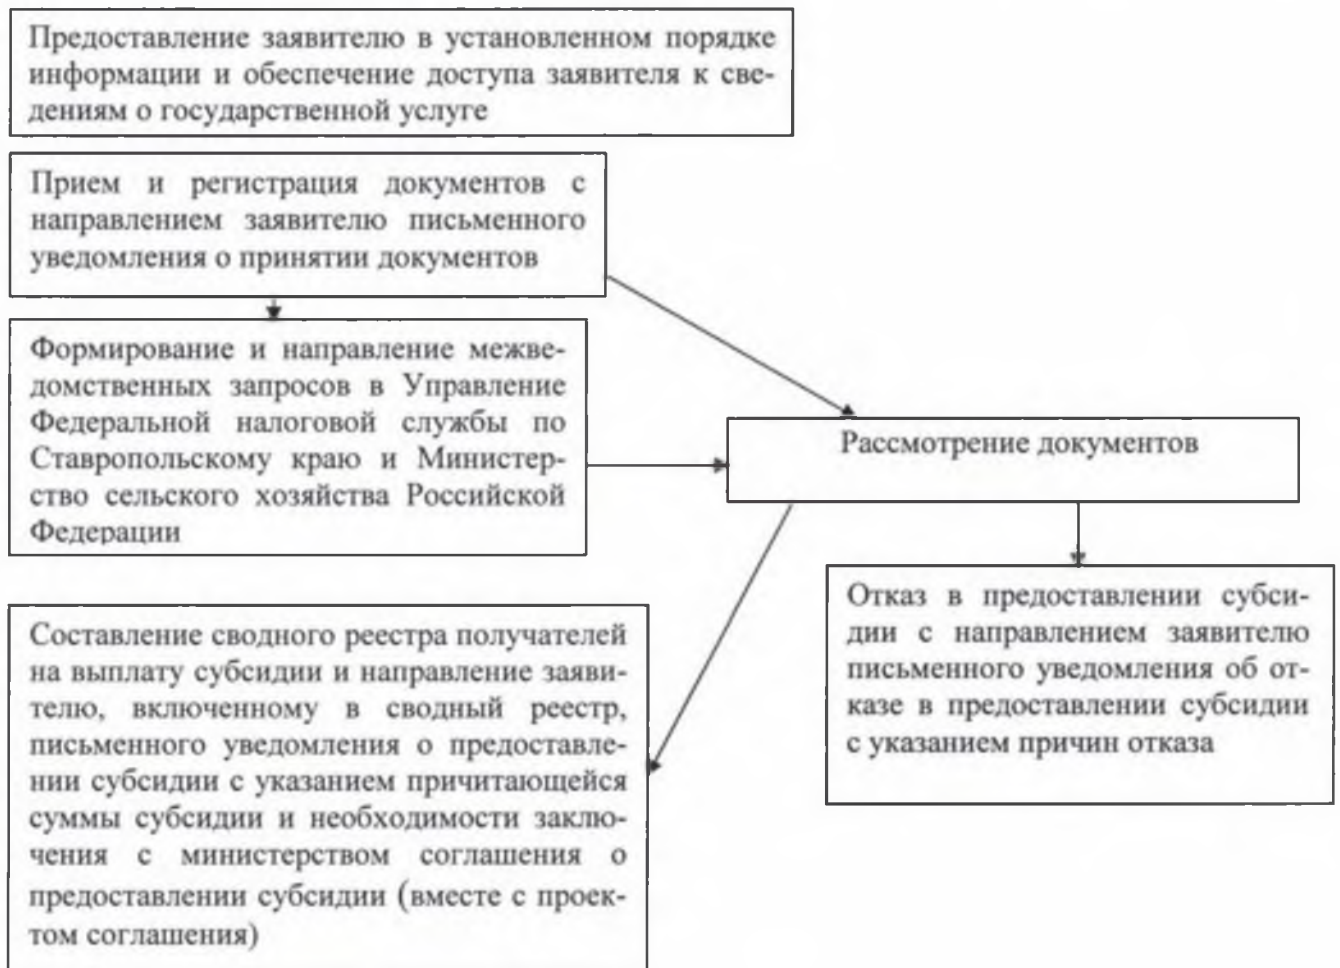 Предоставление заявителю в установленном порядке
информации и обеспечение доступа заявителя к све-
дениям о государственной услуге
Прием и регистрация документов с
направлением заявителю письменного
уведомления о принятии документов
Формирование и направление межве-
домственных запросов в Управление
Федеральной налоговой службы по
Ставропольскому краю и Министер-
ство сельского хозяйства Российской
Федерации
Рассмотрение документов
Отказ в предоставлении субси-
дии с направлением заявителю
письменного уведомления об от-
казе в предоставлении субсидии
с указанием причин отказа
Составление сводного реестра получателей
на выплату субсидии и направление заяви-
телю, включенному в сводный реестр,
письменного уведомления о предоставле-
нии субсидии с указанием причитающейся
суммы субсидии и необходимости заклю-
чения с министерством соглашения о
предоставлении субсидии (вместе с проек-
том соглашения)